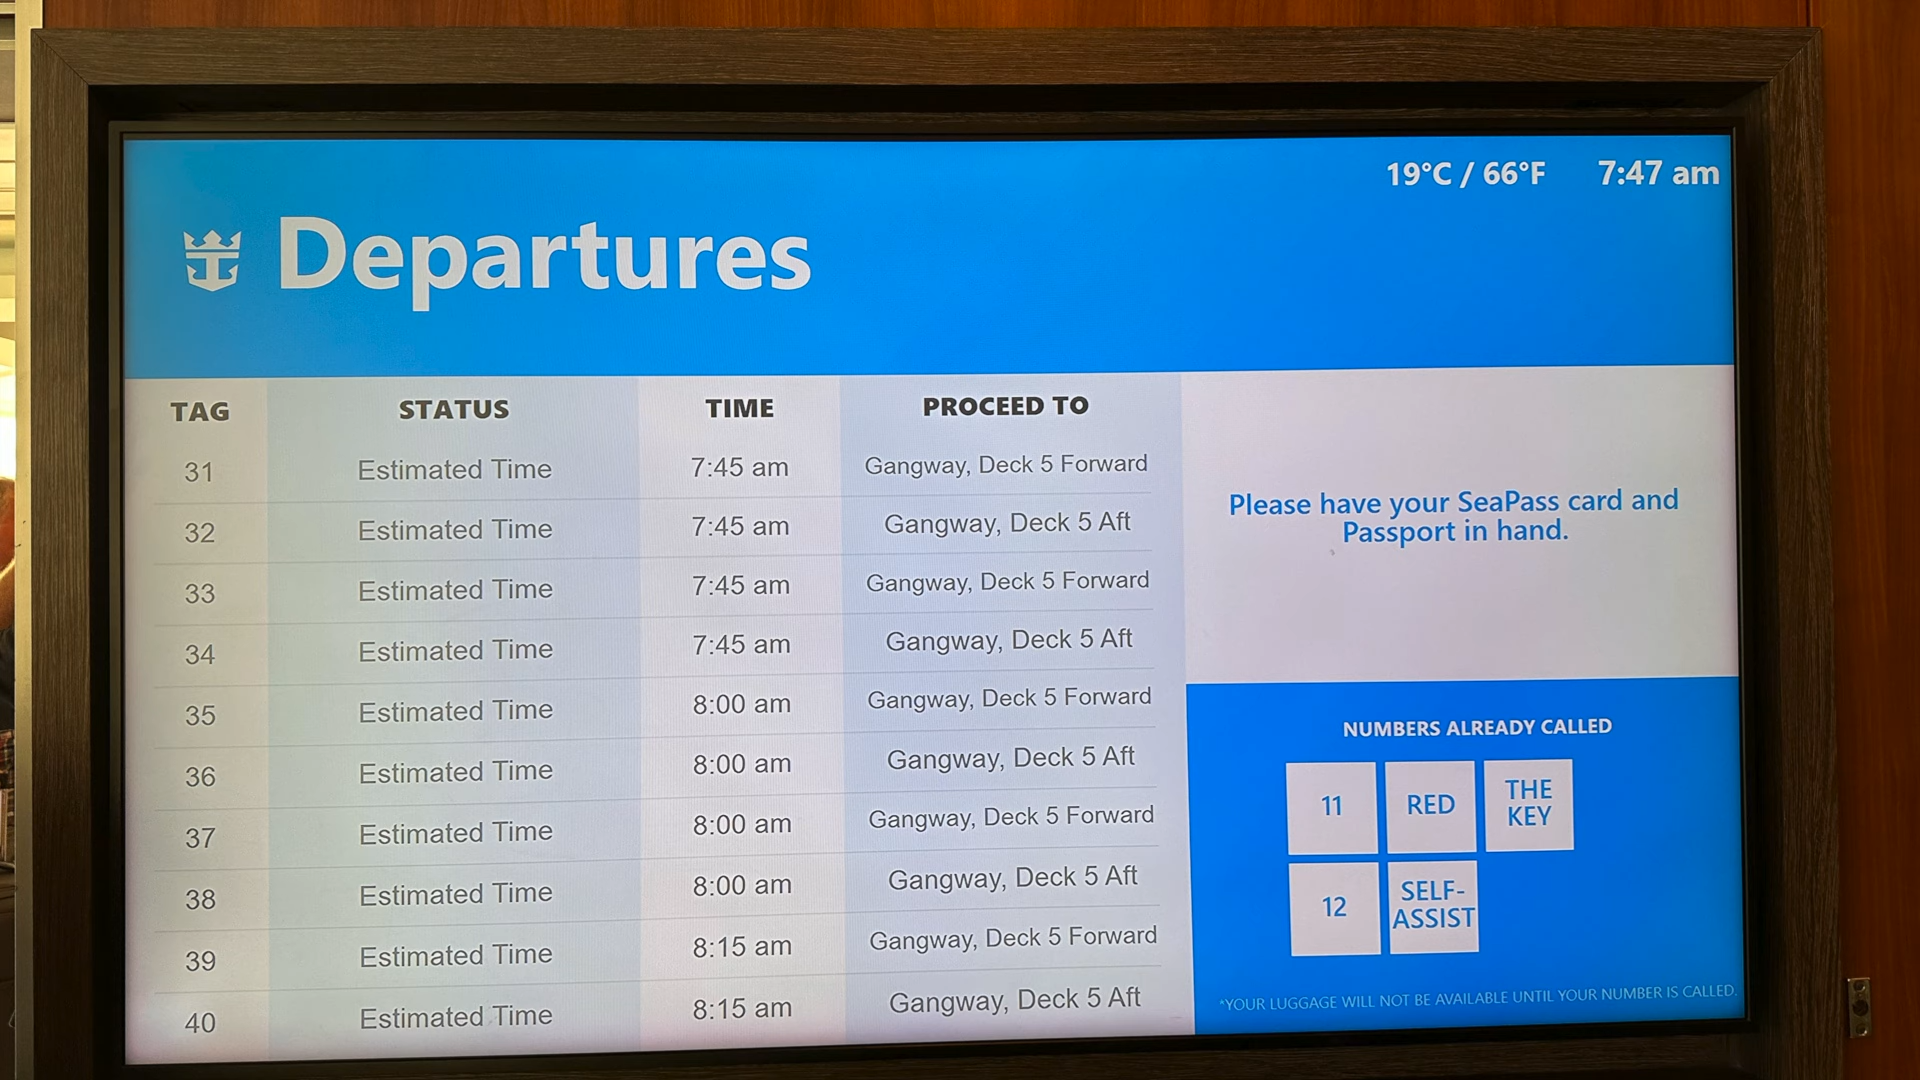 19°C / 66°F 7:47 am
Departures
TAG STATUS TIME PROCEED TO
31 Estimated Time 7:45 am Gangway, Deck 5 Forward
32 Estimated Time 7:45 am Gangway, Deck 5 Aft
33 Estimated Time 7:45 am Gangway, Deck 5 Forward
34 Estimated Time 7:45 am Gangway, Deck 5 Aft
35 Estimated Time 8:00 am Gangway, Deck 5 Forward
36 Estimated Time 8:00 am Gangway, Deck 5 Aft
37 Estimated Time 8:00 am Gangway, Deck 5 Forward
38 Estimated Time 8:00 am Gangway, Deck 5 Aft
39 Estimated Time 8:15 am Gangway, Deck 5 Forward
40 Estimated Time 8:15 am Gangway, Deck 5 Aft
Please have your SeaPass card and
Passport in hand.
NUMBERS ALREADY CALLED
11 RED THE
KEY
12 SELF-
ASSIST
*YOUR LUGGAGE WILL NOT BE AVAILABLE UNTIL YOUR NUMBER IS CALLED.